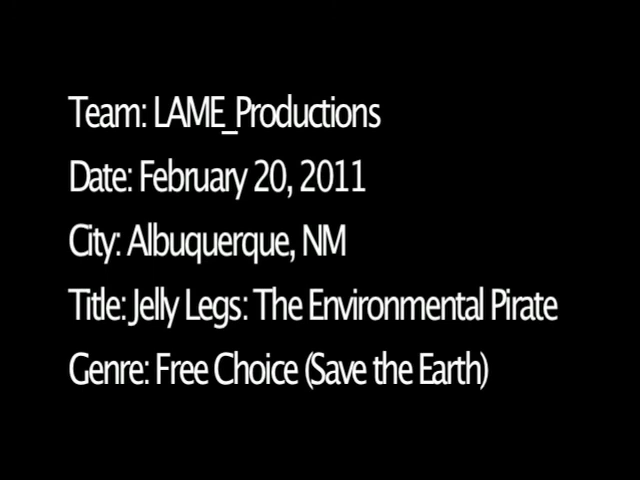 Team: LAME_Productions
Date: February 20, 2011
City: Albuquerque, NM
Title: Jelly Legs: The Environmental Pirate
Genre: Free Choice (Save the Earth)